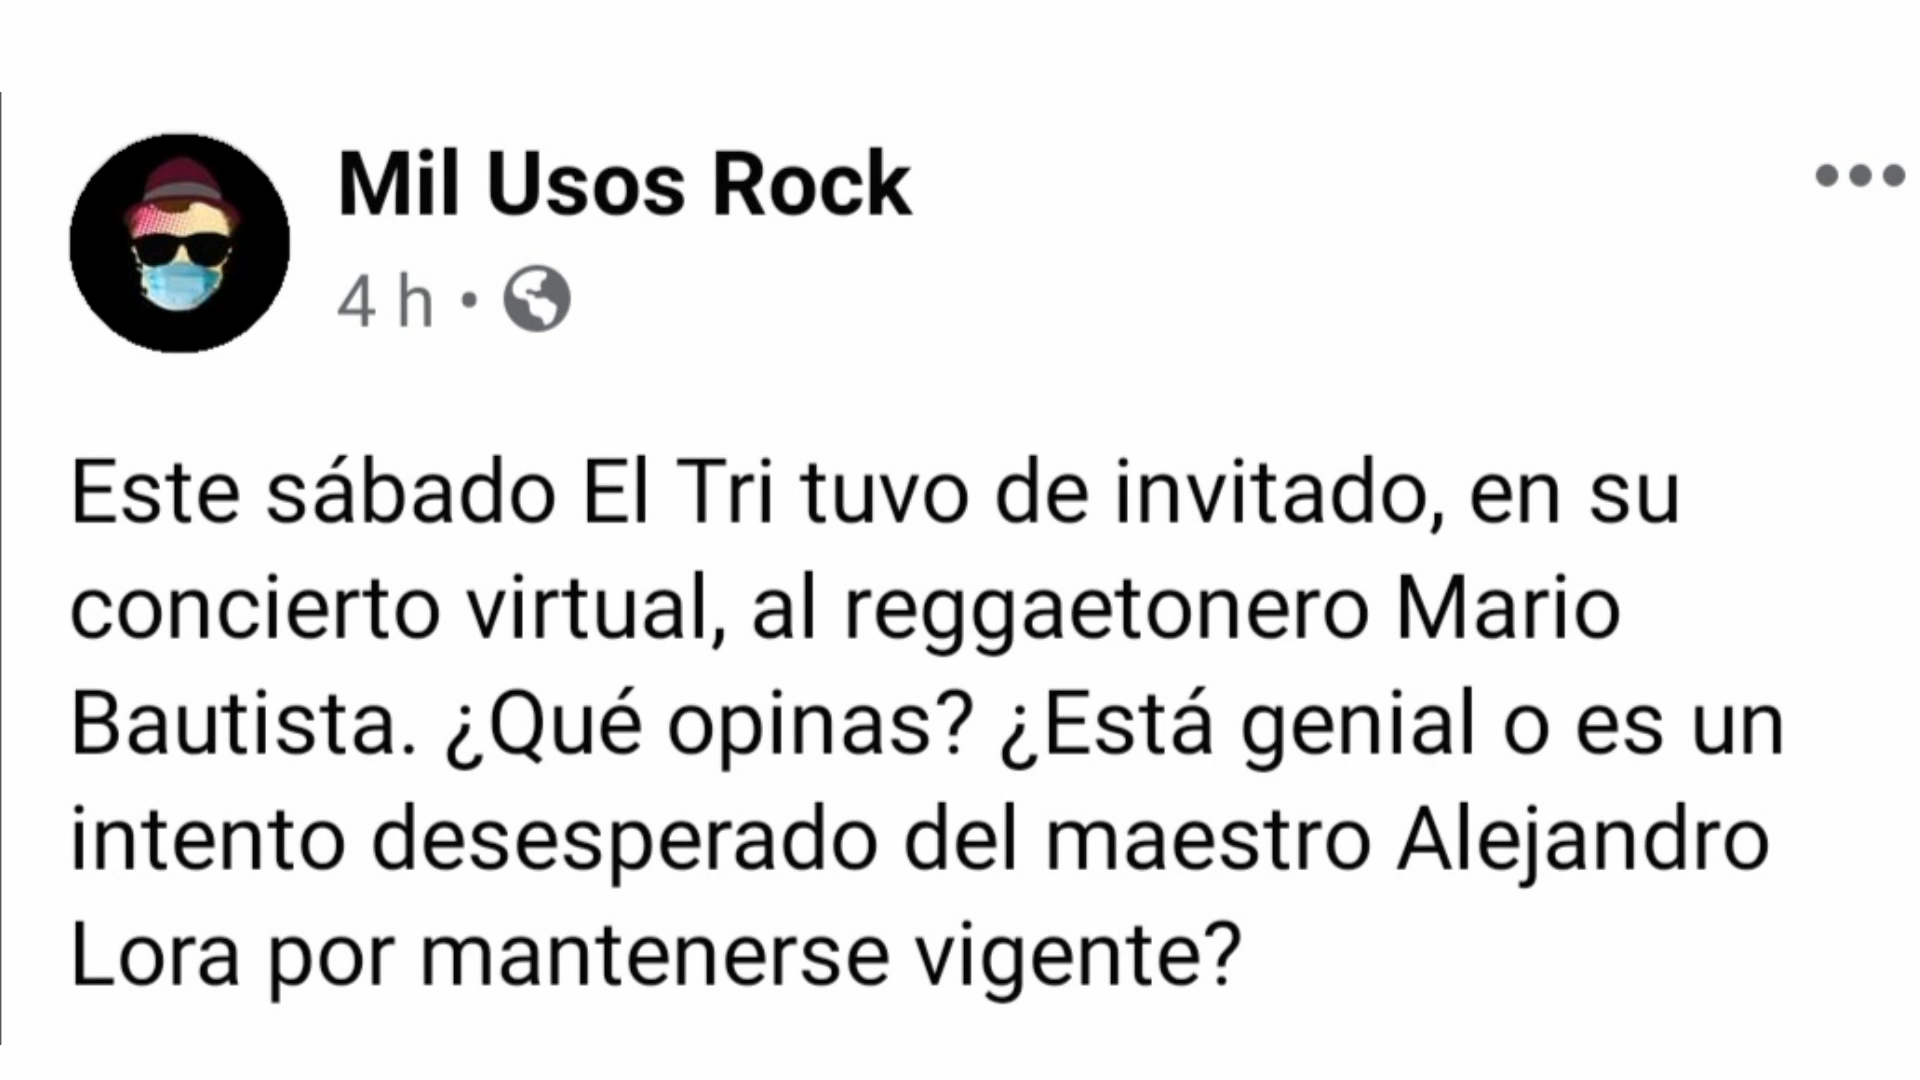 Mil Usos Rock
4 h •
Este sábado El Tri tuvo de invitado, en su
concierto virtual, al reggaetonero Mario
Bautista. ¿Qué opinas? ¿Está genial o es un
intento desesperado del maestro Alejandro
Lora por mantenerse vigente?